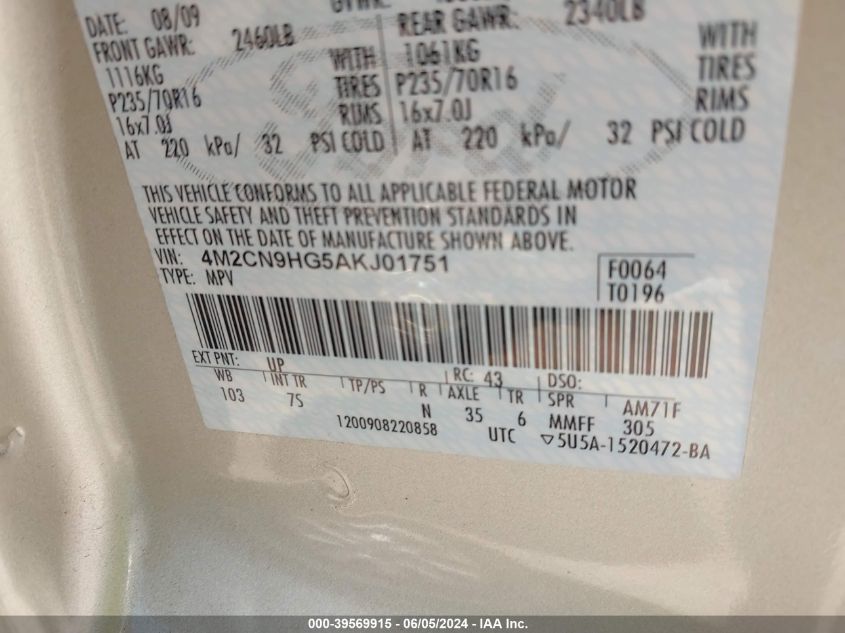 DATE: 08/09
FRONT GAWR: 2460LB REAR GAWR: 2340LB
1116KG WITH 1061KG WITH
P235/70R16 TIRES P235/70R16 TIRES
16x7.0J RIMS 16x7.0J RIMS
AT 220 kPa/ 32 PSI COLD AT 220 kPa/ 32 PSI COLD
THIS VEHICLE CONFORMS TO ALL APPLICABLE FEDERAL MOTOR
VEHICLE SAFETY AND THEFT PREVENTION STANDARDS IN
EFFECT ON THE DATE OF MANUFACTURE SHOWN ABOVE.
VIN: 4M2CN9HG5AKJ01751 F0064
TYPE: MPV T0196
EXT PNT: UP RC: 43 DSO:
WB INT TR TP/PS R AXLE TR SPR AM71F
103 75 N 35 6 MMFF 305
1200908220858 UTC ▽5U5A-1520472-BA
000-39569915 - 06/05/2024 - IAA Inc.